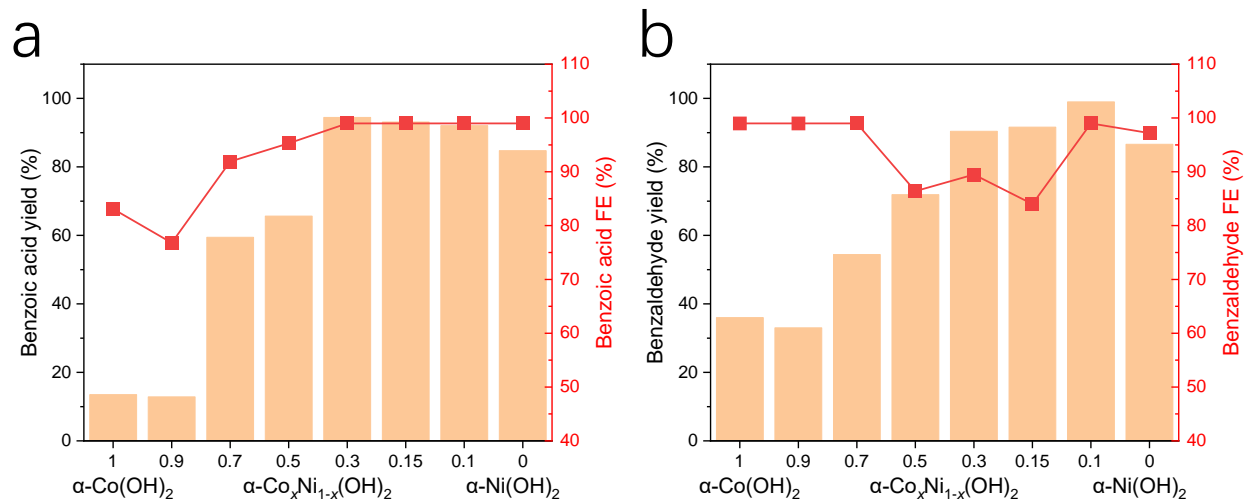 a
100
80
60
40
20
0
Benzoic acid yield (%)
110
100
90
80
70
60
50
40
Benzoic acid FE (%)
1 0.9 0.7 0.5 0.3 0.15 0.1 0
α-Co(OH)₂ α-CoₓNi₁₋ₓ(OH)₂ α-Ni(OH)₂
b
100
80
60
40
20
0
Benzaldehyde yield (%)
110
100
90
80
70
60
50
40
Benzaldehyde FE (%)
1 0.9 0.7 0.5 0.3 0.15 0.1 0
α-Co(OH)₂ α-CoₓNi₁₋ₓ(OH)₂ α-Ni(OH)₂